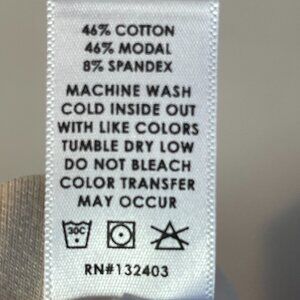 46% COTTON
46% MODAL
8% SPANDEX
MACHINE WASH
COLD INSIDE OUT
WITH LIKE COLORS
TUMBLE DRY LOW
DO NOT BLEACH
COLOR TRANSFER
MAY OCCUR
30C
RN#132403